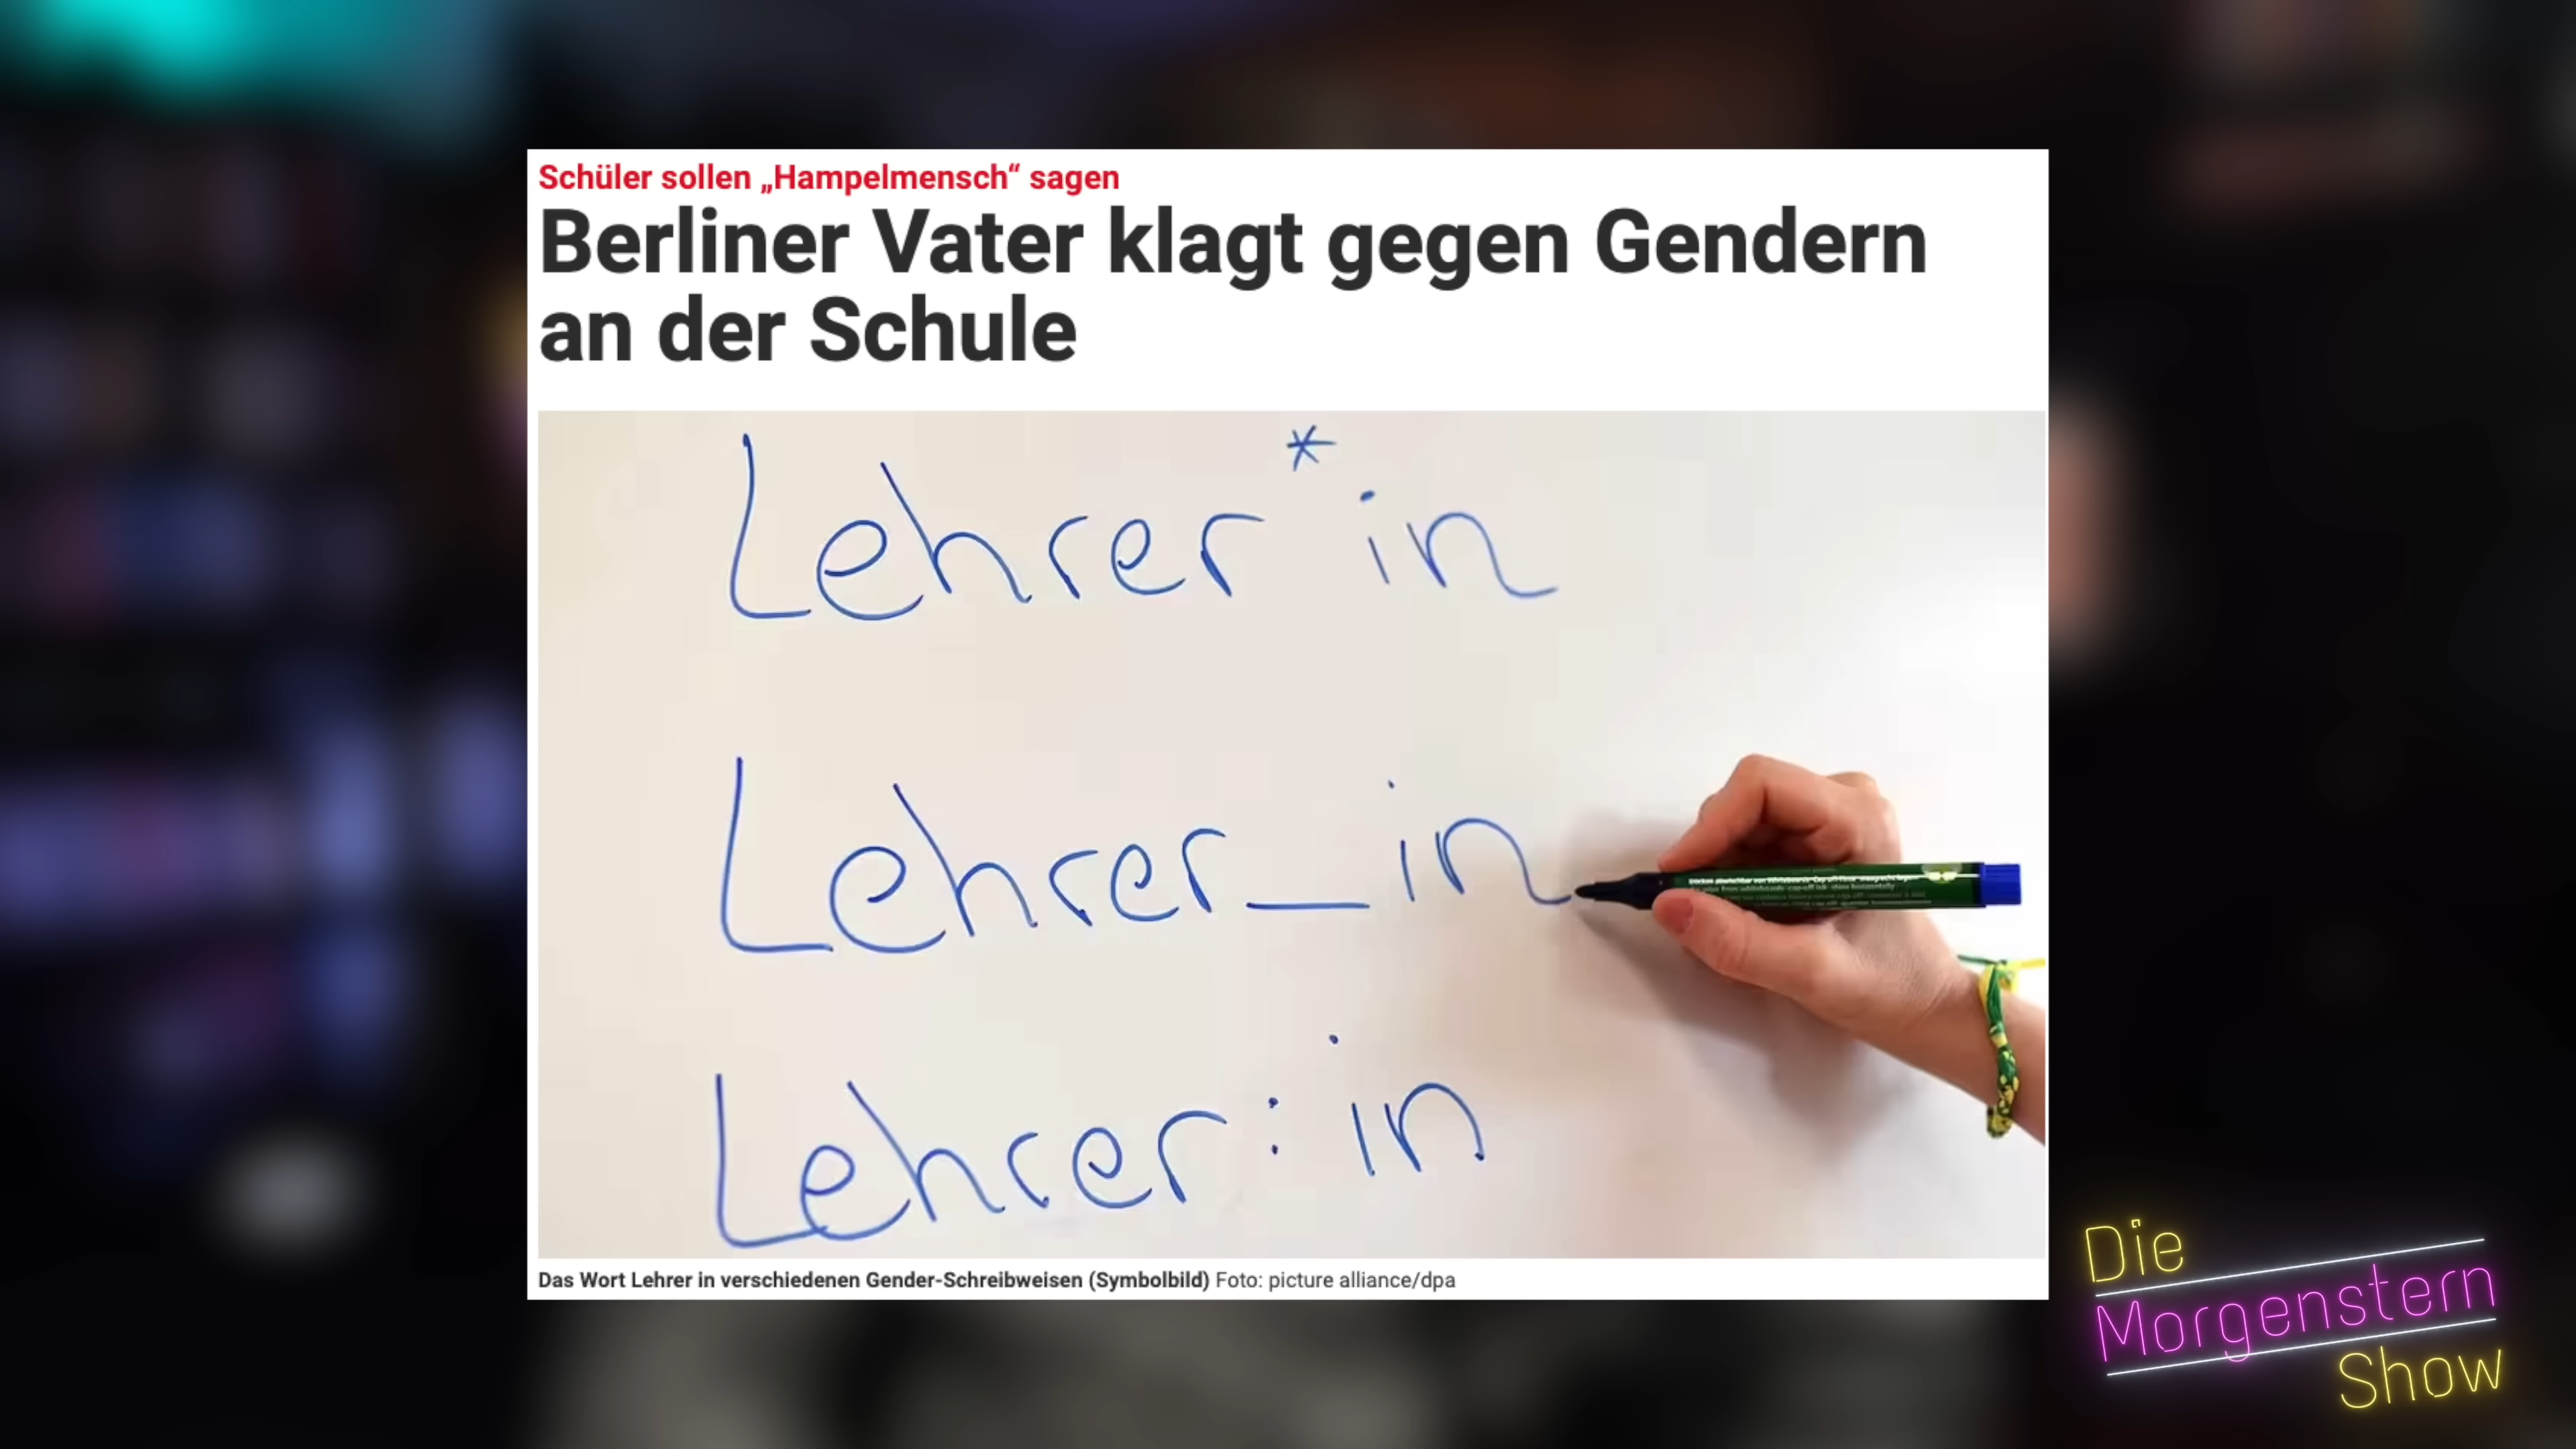 Schüler sollen „Hampelmensch“ sagen
Berliner Vater klagt gegen Gendern
an der Schule
Lehrer*in
Lehrer_in
Lehrer:in
Das Wort Lehrer in verschiedenen Gender-Schreibweisen (Symbolbild) Foto: picture alliance/dpa
Die
Morgenstern
Show